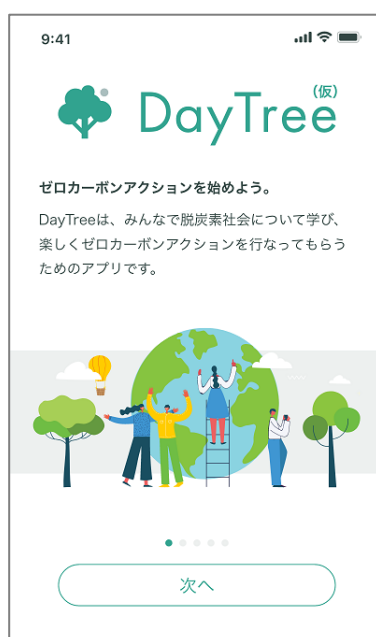 9:41
(仮)
DayTree
ゼロカーボンアクションを始めよう。
DayTreeは、みんなで脱炭素社会について学び、
楽しくゼロカーボンアクションを行なってもらう
ためのアプリです。
次へ